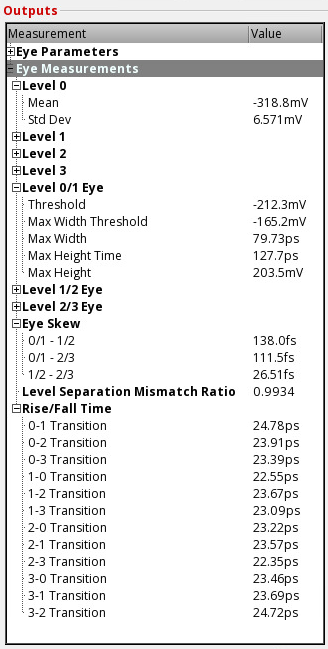 Outputs
Measurement Value
Eye Parameters
Eye Measurements
Level 0
Mean -318.8mV
Std Dev 6.571mV
Level 1
Level 2
Level 3
Level 0/1 Eye
Threshold -212.3mV
Max Width Threshold -165.2mV
Max Width 79.73ps
Max Height Time 127.7ps
Max Height 203.5mV
Level 1/2 Eye
Level 2/3 Eye
Eye Skew
0/1 - 1/2 138.0fs
0/1 - 2/3 111.5fs
1/2 - 2/3 26.51fs
Level Separation Mismatch Ratio 0.9934
Rise/Fall Time
0-1 Transition 24.78ps
0-2 Transition 23.91ps
0-3 Transition 23.39ps
1-0 Transition 22.55ps
1-2 Transition 23.67ps
1-3 Transition 23.09ps
2-0 Transition 23.22ps
2-1 Transition 23.57ps
2-3 Transition 22.35ps
3-0 Transition 23.46ps
3-1 Transition 23.69ps
3-2 Transition 24.72ps